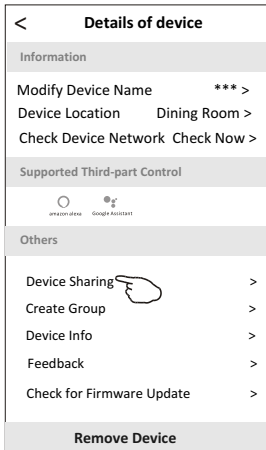 < Details of device
Information
Modify Device Name *** >
Device Location Dining Room >
Check Device Network Check Now >
Supported Third-part Control
amazon alexa Google Assistant
Others
Device Sharing >
Create Group >
Device Info >
Feedback >
Check for Firmware Update >
Remove Device